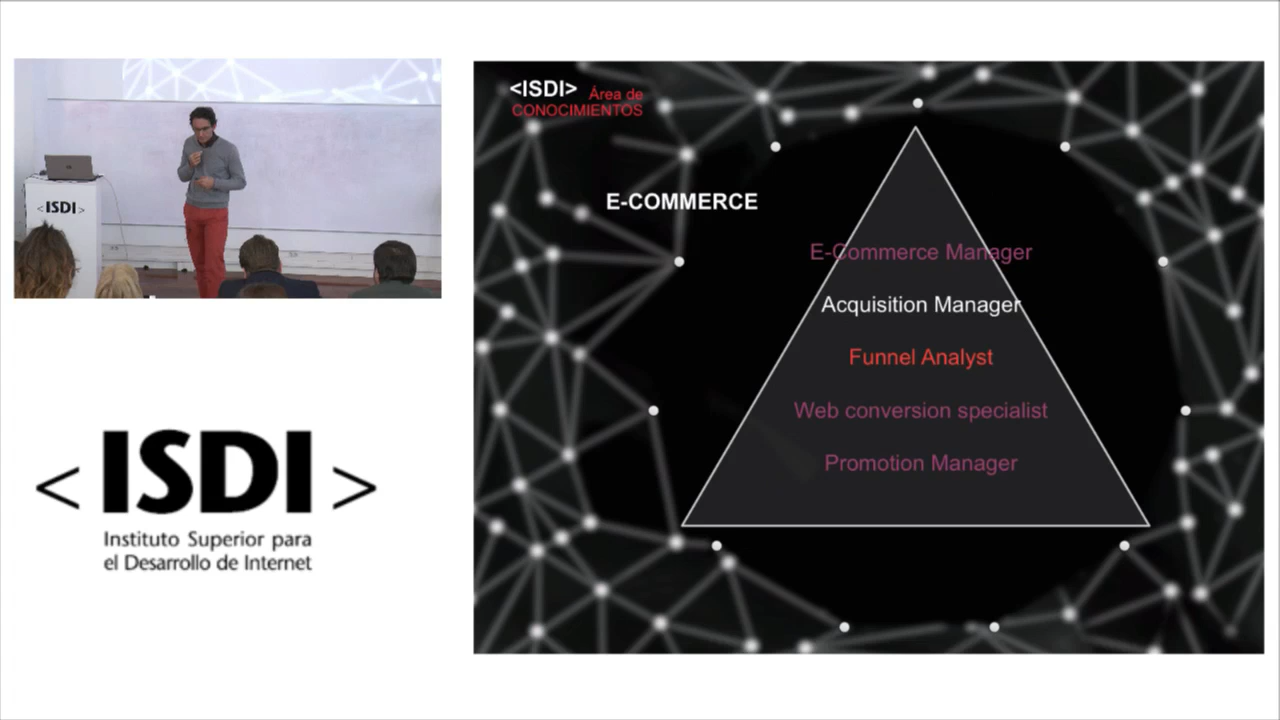 <ISDI>
<ISDI>
Instituto Superior para
el Desarrollo de Internet
<ISDI> Área de
CONOCIMIENTOS
E-COMMERCE
E-Commerce Manager
Acquisition Manager
Funnel Analyst
Web conversion specialist
Promotion Manager